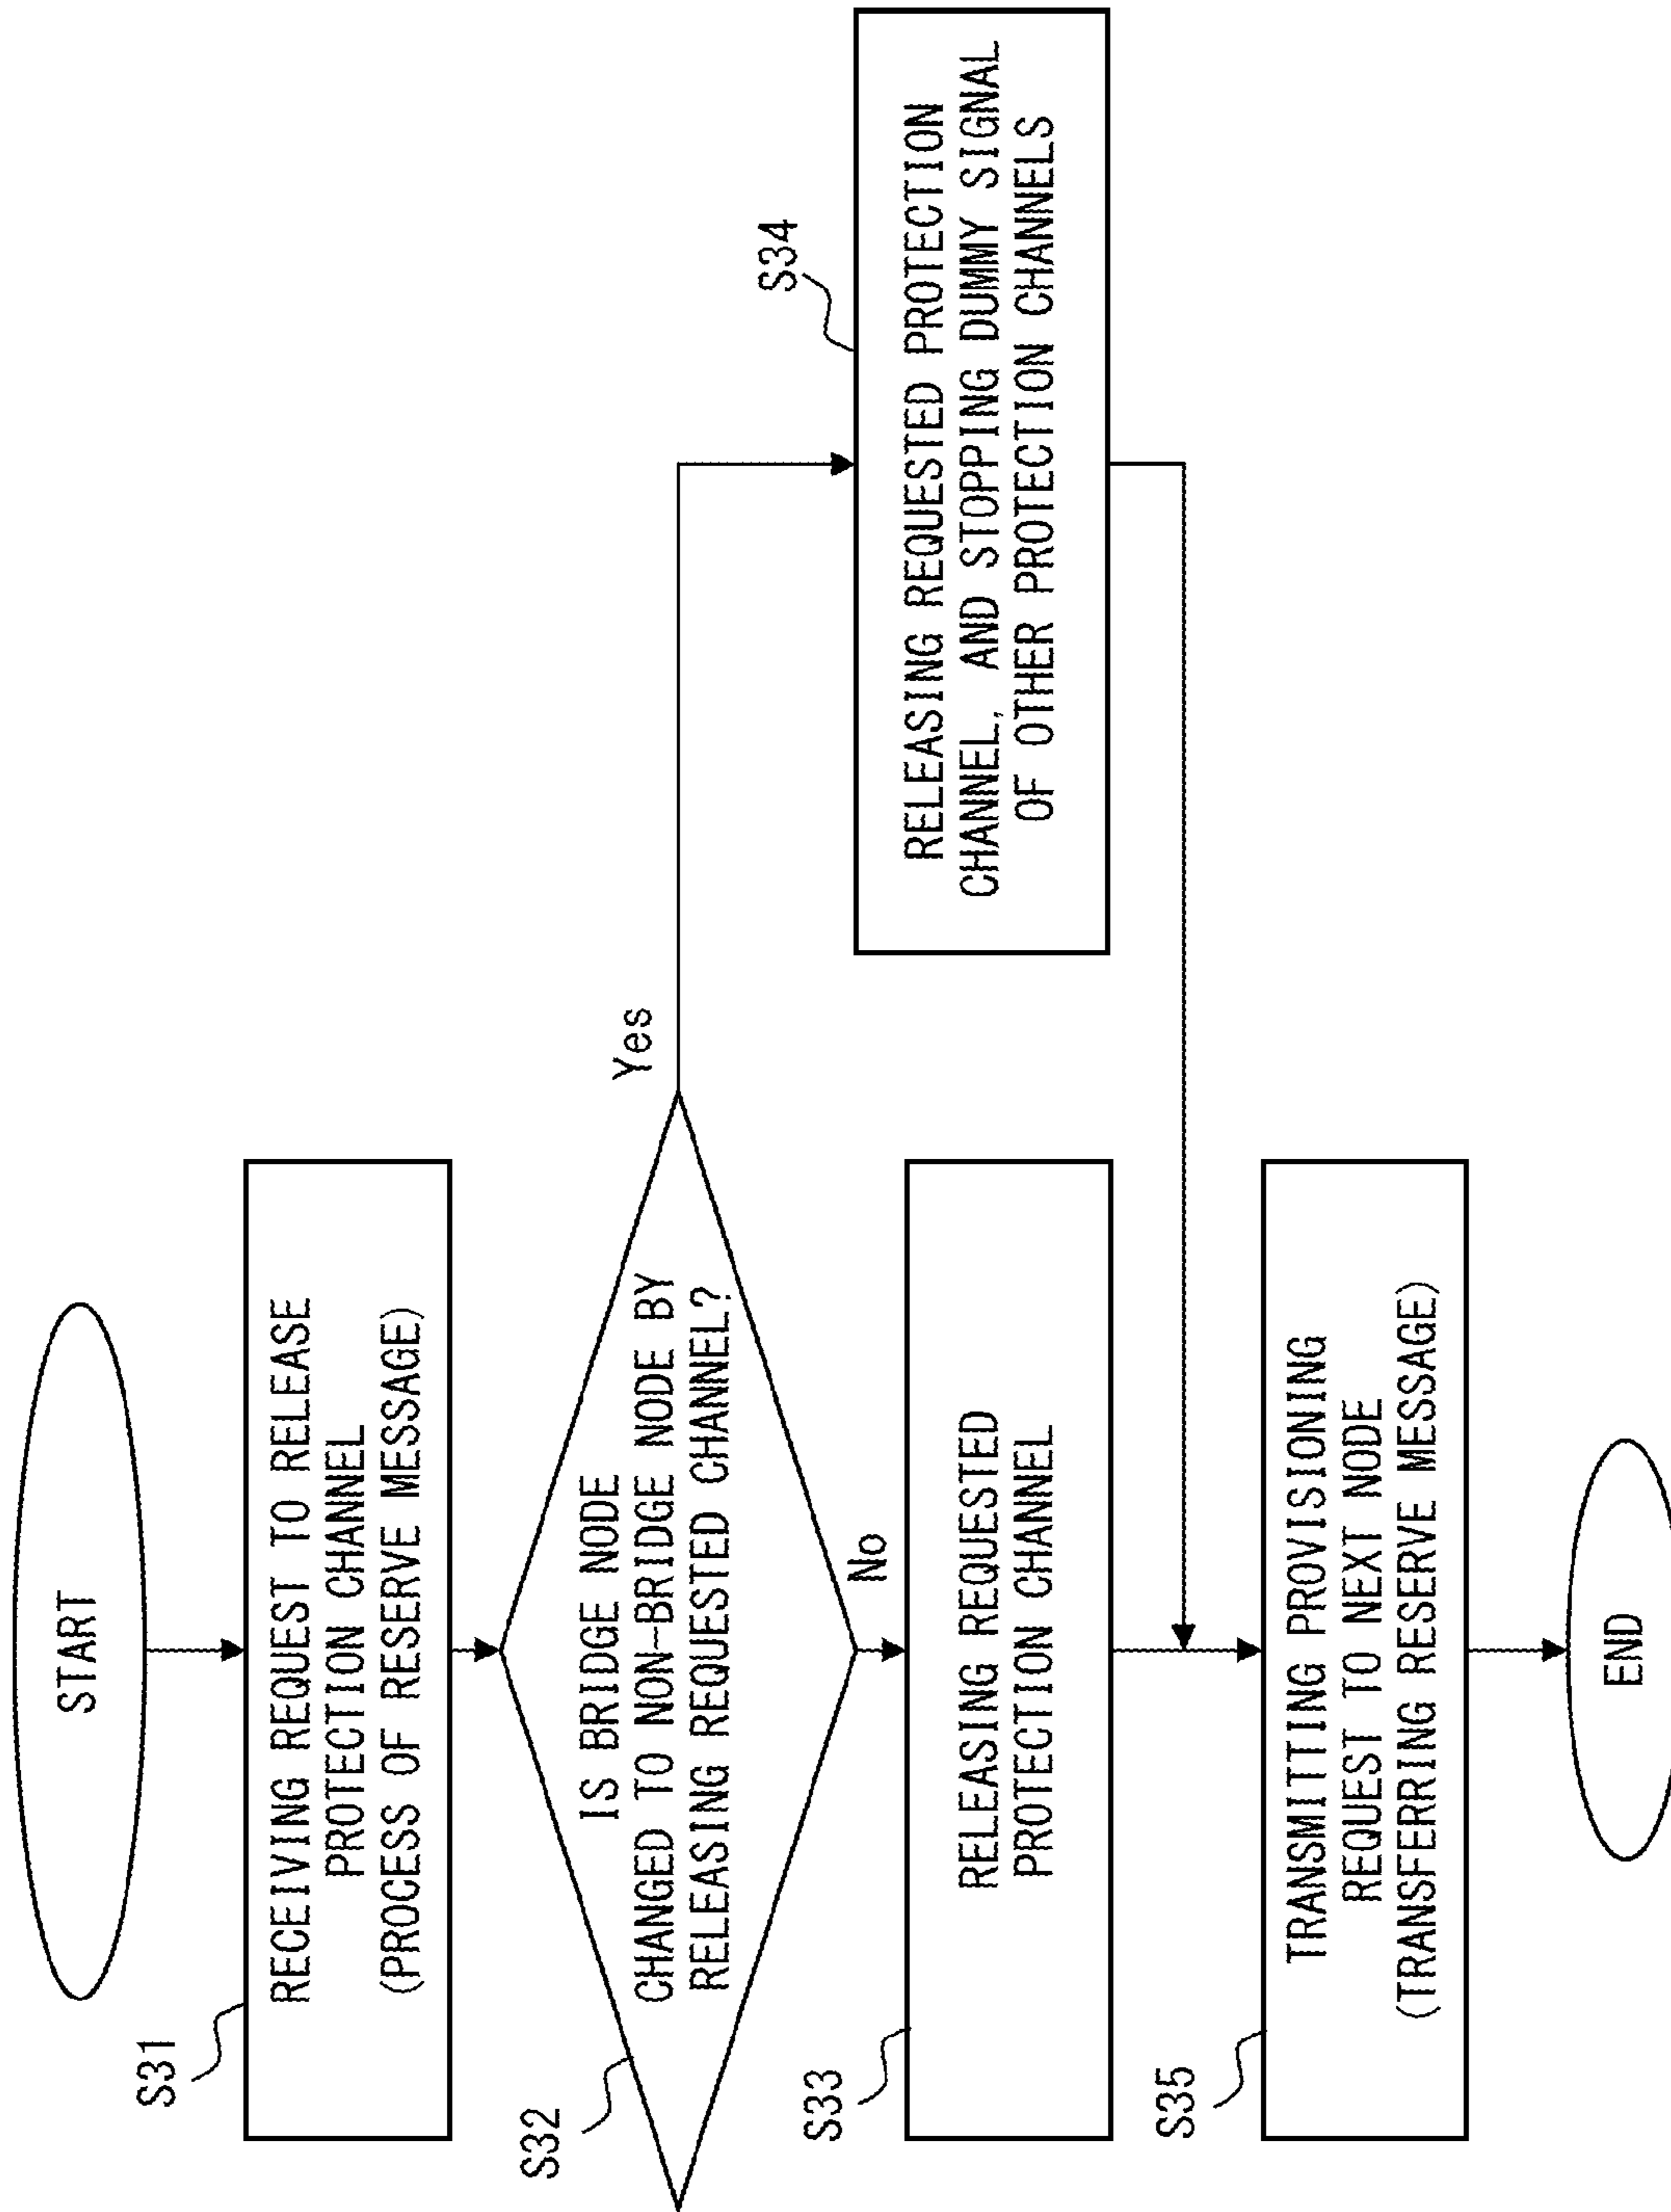 START
S31
RECEIVING REQUEST TO RELEASE
PROTECTION CHANNEL
(PROCESS OF RESERVE MESSAGE)
S32
IS BRIDGE NODE
CHANGED TO NON-BRIDGE NODE BY
RELEASING REQUESTED CHANNEL?
Yes
No
S33
RELEASING REQUESTED
PROTECTION CHANNEL
S34
RELEASING REQUESTED PROTECTION
CHANNEL, AND STOPPING DUMMY SIGNAL
OF OTHER PROTECTION CHANNELS
S35
TRANSMITTING PROVISIONING
REQUEST TO NEXT NODE
(TRANSFERRING RESERVE MESSAGE)
END